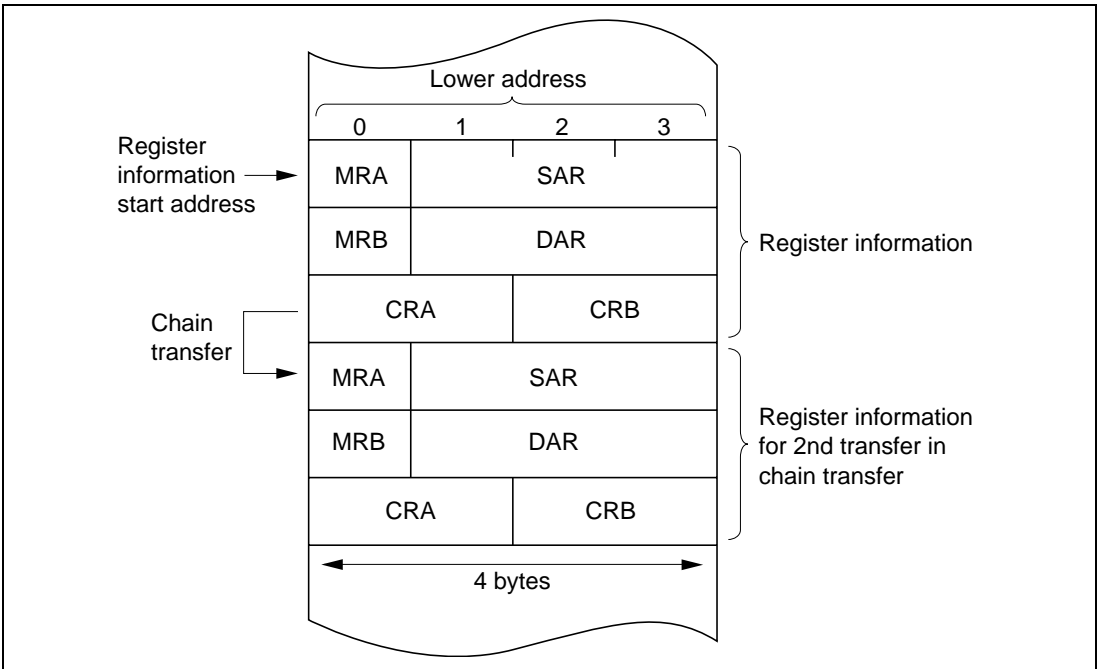 Lower address
0 1 2 3
Register
information
start address
MRA SAR
MRB DAR
Register information
CRA CRB
Chain
transfer
MRA SAR
MRB DAR
Register information
for 2nd transfer in
chain transfer
CRA CRB
4 bytes